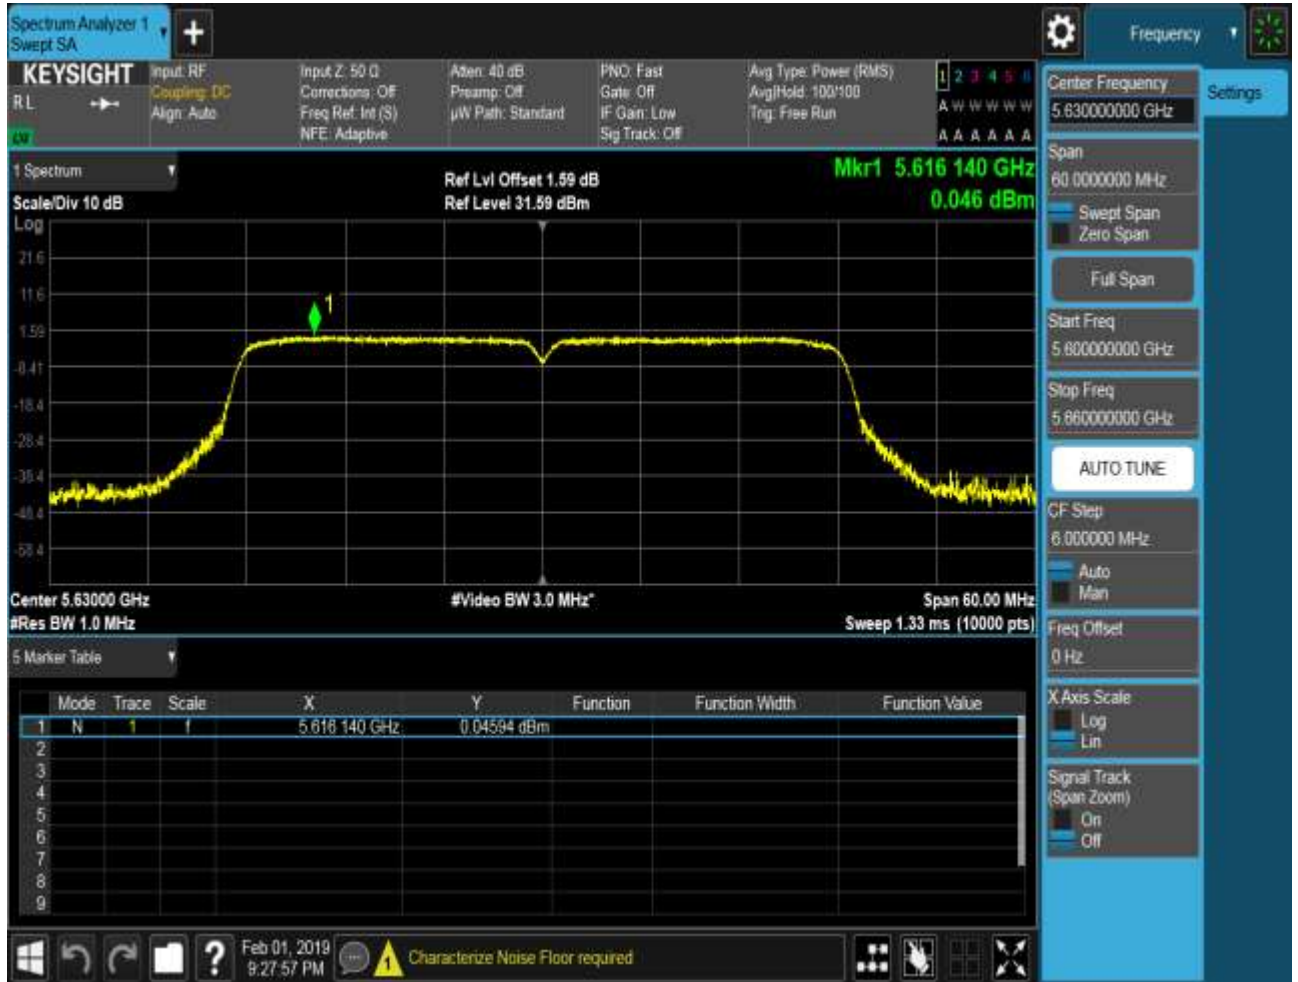 Spectrum Analyzer 1
Swept SA
+
Frequency
KEYSIGHT
R L
Input: RF
Coupling: DC
Align: Auto
Input Z: 50 Ω
Corrections: Off
Freq Ref: Int (S)
NFE: Adaptive
Atten: 40 dB
Preamp: Off
µW Path: Standard
PNO: Fast
Gate: Off
IF Gain: Low
Sig Track: Off
Avg Type: Power (RMS)
Avg|Hold: 100/100
Trig: Free Run
1 2 3 4 5 6
A W W W W W
A A A A A A
1 Spectrum
Scale/Div 10 dB
Ref Lvl Offset 1.59 dB
Ref Level 31.59 dBm
Mkr1 5.616 140 GHz
0.046 dBm
Log
21.6
11.6
1.59
-8.41
-18.4
-28.4
-38.4
-48.4
-58.4
1
Center 5.63000 GHz
#Res BW 1.0 MHz
#Video BW 3.0 MHz*
Span 60.00 MHz
Sweep 1.33 ms (10000 pts)
5 Marker Table
Mode Trace Scale X Y Function Function Width Function Value
1 N 1 f 5.616 140 GHz 0.04594 dBm
2
3
4
5
6
7
8
9
Center Frequency
5.630000000 GHz
Settings
Span
60.0000000 MHz
Swept Span
Zero Span
Full Span
Start Freq
5.600000000 GHz
Stop Freq
5.660000000 GHz
AUTO TUNE
CF Step
6.000000 MHz
Auto
Man
Freq Offset
0 Hz
X Axis Scale
Log
Lin
Signal Track
(Span Zoom)
On
Off
?
Feb 01, 2019
9:27:57 PM
1
Characterize Noise Floor required